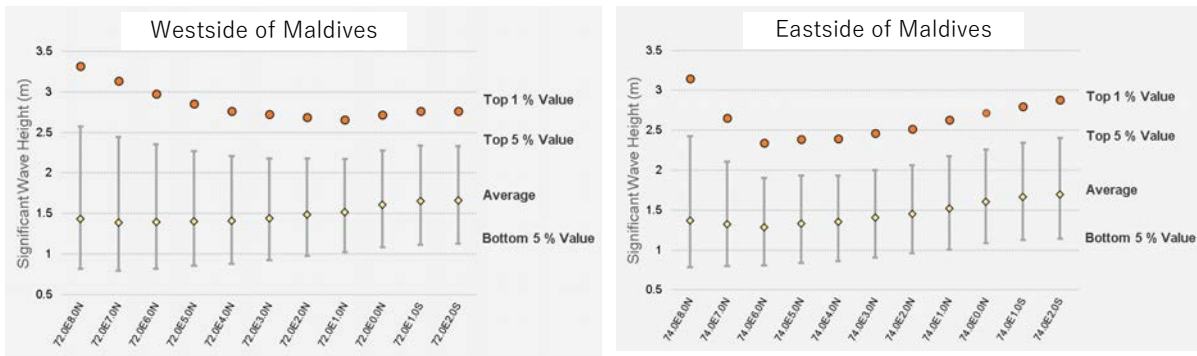 Westside of Maldives
Significant Wave Height (m)
3.5
3
2.5
2
1.5
1
0.5
Top 1 % Value
Top 5 % Value
Average
Bottom 5 % Value
72.0E8.0N
72.0E7.0N
72.0E6.0N
72.0E5.0N
72.0E4.0N
72.0E3.0N
72.0E2.0N
72.0E1.0N
72.0E0.0N
72.0E1.0S
72.0E2.0S
Eastside of Maldives
Significant Wave Height (m)
3.5
3
2.5
2
1.5
1
0.5
Top 1 % Value
Top 5 % Value
Average
Bottom 5 % Value
74.0E8.0N
74.0E7.0N
74.0E6.0N
74.0E5.0N
74.0E4.0N
74.0E3.0N
74.0E2.0N
74.0E1.0N
74.0E0.0N
74.0E1.0S
74.0E2.0S